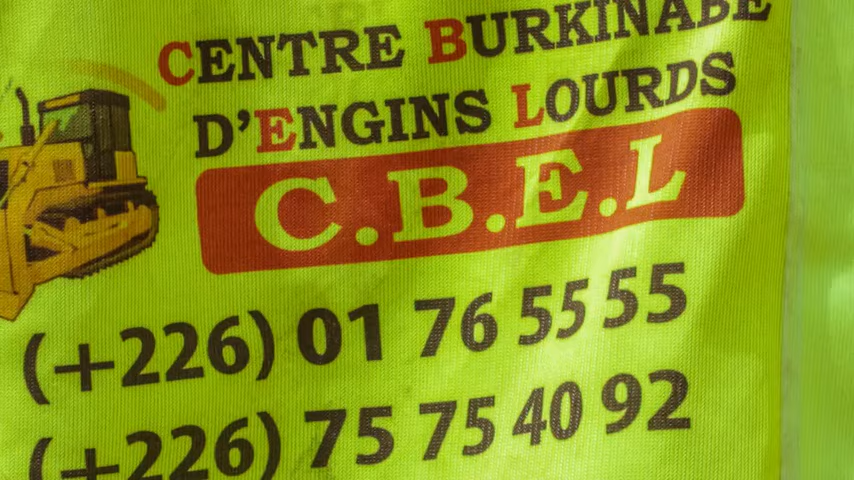 CENTRE BURKINABE
D'ENGINS LOURDS
C.B.E.L
(+226) 01 76 55 55
(+226) 75 75 40 92